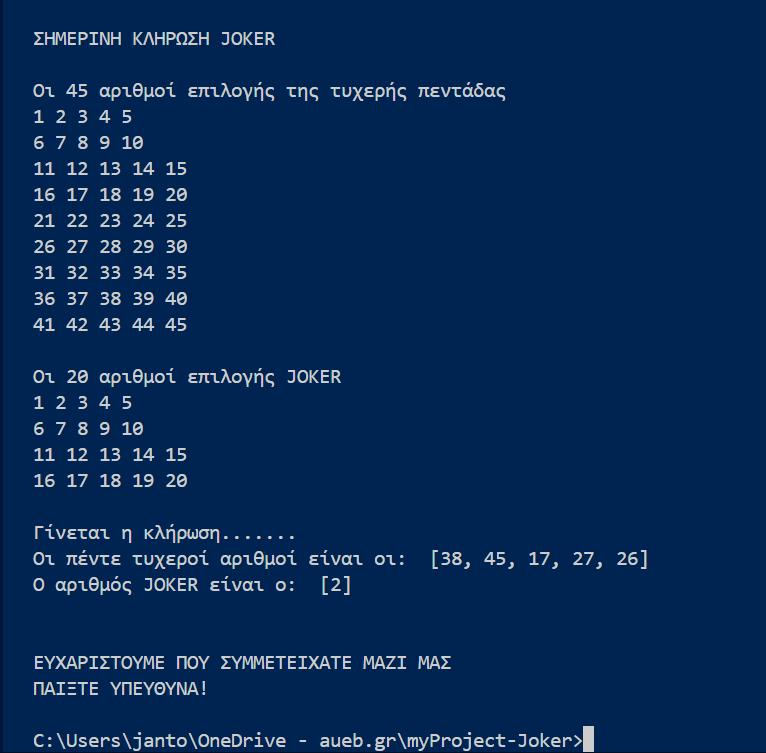 ΣΗΜΕΡΙΝΗ ΚΛΗΡΩΣΗ JOKER
Οι 45 αριθμοί επιλογής της τυχερής πεντάδας
1 2 3 4 5
6 7 8 9 10
11 12 13 14 15
16 17 18 19 20
21 22 23 24 25
26 27 28 29 30
31 32 33 34 35
36 37 38 39 40
41 42 43 44 45
Οι 20 αριθμοί επιλογής JOKER
1 2 3 4 5
6 7 8 9 10
11 12 13 14 15
16 17 18 19 20
Γίνεται η κλήρωση.......
Οι πέντε τυχεροί αριθμοί είναι οι:  [38, 45, 17, 27, 26]
Ο αριθμός JOKER είναι ο:  [2]
ΕΥΧΑΡΙΣΤΟΥΜΕ ΠΟΥ ΣΥΜΜΕΤΕΙΧΑΤΕ ΜΑΖΙ ΜΑΣ
ΠΑΙΞΤΕ ΥΠΕΥΘΥΝΑ!
C:\Users\janto\OneDrive - aueb.gr\myProject-Joker>